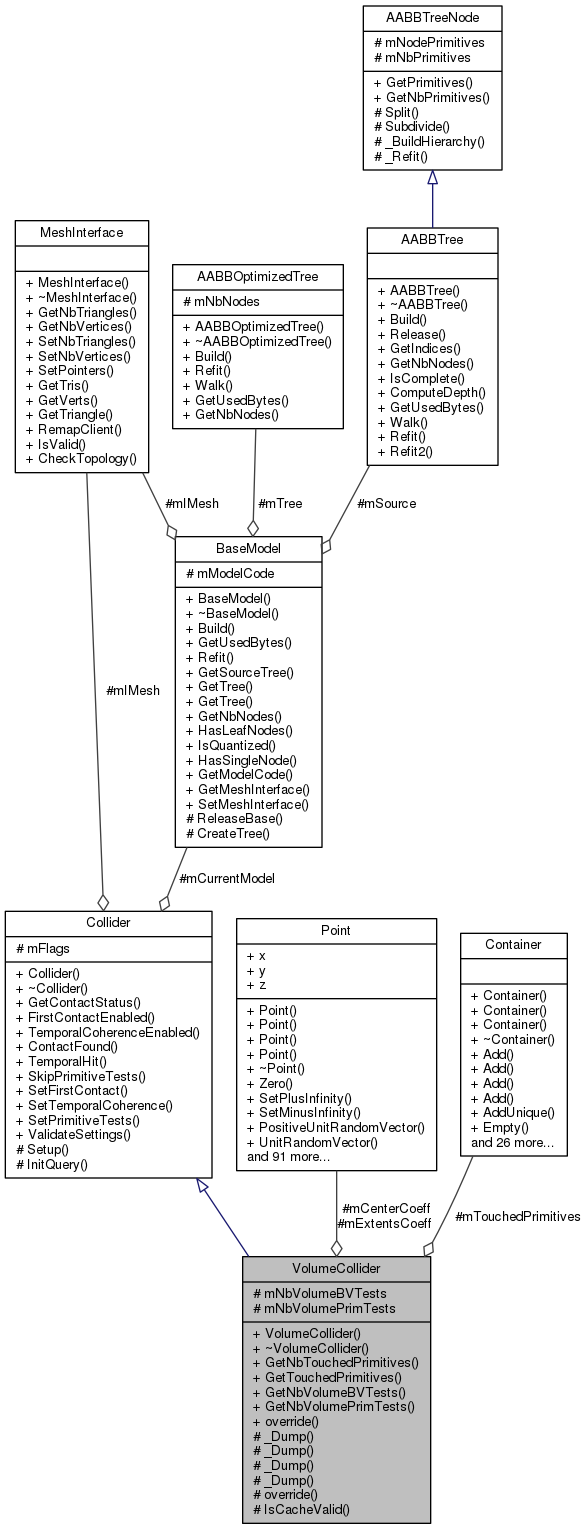 AABBTreeNode
# mNodePrimitives
# mNbPrimitives
+ GetPrimitives()
+ GetNbPrimitives()
# Split()
# Subdivide()
# _BuildHierarchy()
# _Refit()
MeshInterface
+ MeshInterface()
+ ~MeshInterface()
+ GetNbTriangles()
+ GetNbVertices()
+ SetNbTriangles()
+ SetNbVertices()
+ SetPointers()
+ GetTris()
+ GetVerts()
+ GetTriangle()
+ RemapClient()
+ IsValid()
+ CheckTopology()
AABBOptimizedTree
# mNbNodes
+ AABBOptimizedTree()
+ ~AABBOptimizedTree()
+ Build()
+ Refit()
+ Walk()
+ GetUsedBytes()
+ GetNbNodes()
AABBTree
+ AABBTree()
+ ~AABBTree()
+ Build()
+ Release()
+ GetIndices()
+ GetNbNodes()
+ IsComplete()
+ ComputeDepth()
+ GetUsedBytes()
+ Walk()
+ Refit()
+ Refit2()
#mIMesh
#mTree
#mSource
BaseModel
# mModelCode
+ BaseModel()
+ ~BaseModel()
+ Build()
+ GetUsedBytes()
+ Refit()
+ GetSourceTree()
+ GetTree()
+ GetTree()
+ GetNbNodes()
+ HasLeafNodes()
+ IsQuantized()
+ HasSingleNode()
+ GetModelCode()
+ GetMeshInterface()
+ SetMeshInterface()
# ReleaseBase()
# CreateTree()
#mIMesh
#mCurrentModel
Collider
# mFlags
+ Collider()
+ ~Collider()
+ GetContactStatus()
+ FirstContactEnabled()
+ TemporalCoherenceEnabled()
+ ContactFound()
+ TemporalHit()
+ SkipPrimitiveTests()
+ SetFirstContact()
+ SetTemporalCoherence()
+ SetPrimitiveTests()
+ ValidateSettings()
# Setup()
# InitQuery()
Point
+ x
+ y
+ z
+ Point()
+ Point()
+ Point()
+ Point()
+ ~Point()
+ Zero()
+ SetPlusInfinity()
+ SetMinusInfinity()
+ PositiveUnitRandomVector()
+ UnitRandomVector()
and 91 more...
Container
+ Container()
+ Container()
+ Container()
+ ~Container()
+ Add()
+ Add()
+ Add()
+ Add()
+ AddUnique()
+ Empty()
and 26 more...
#mCenterCoeff
#mExtentsCoeff
#mTouchedPrimitives
VolumeCollider
# mNbVolumeBVTests
# mNbVolumePrimTests
+ VolumeCollider()
+ ~VolumeCollider()
+ GetNbTouchedPrimitives()
+ GetTouchedPrimitives()
+ GetNbVolumeBVTests()
+ GetNbVolumePrimTests()
+ override()
# _Dump()
# _Dump()
# _Dump()
# _Dump()
# override()
# IsCacheValid()